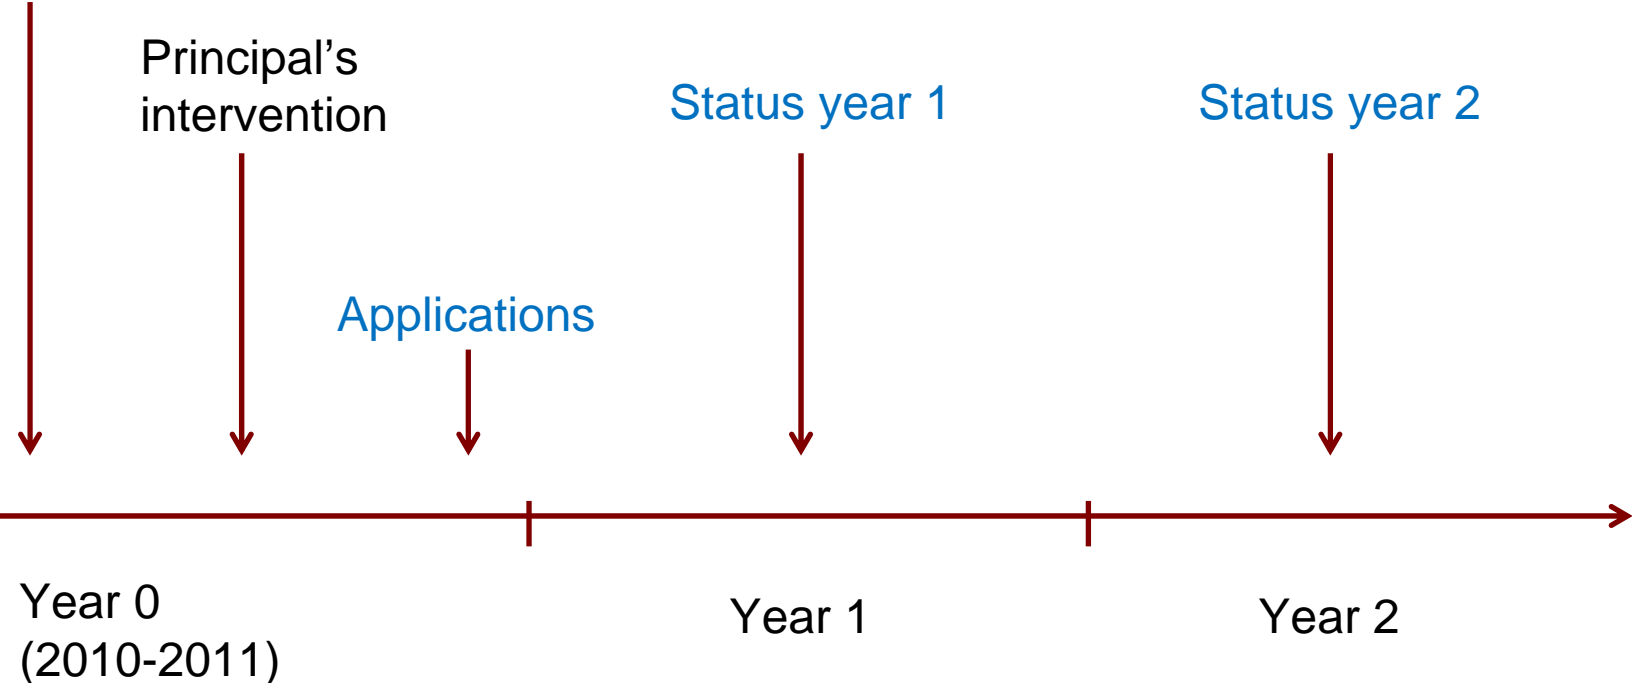 Principal’s
intervention
Status year 1
Status year 2
Applications
Year 0
(2010-2011)
Year 1
Year 2